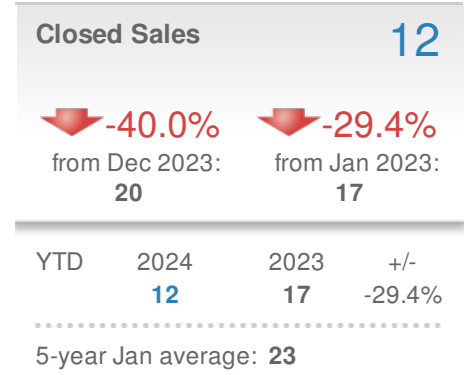 Closed Sales 12
-40.0% -29.4%
from Dec 2023: from Jan 2023:
20 17
YTD 2024 2023 +/-
12 17 -29.4%
5-year Jan average: 23